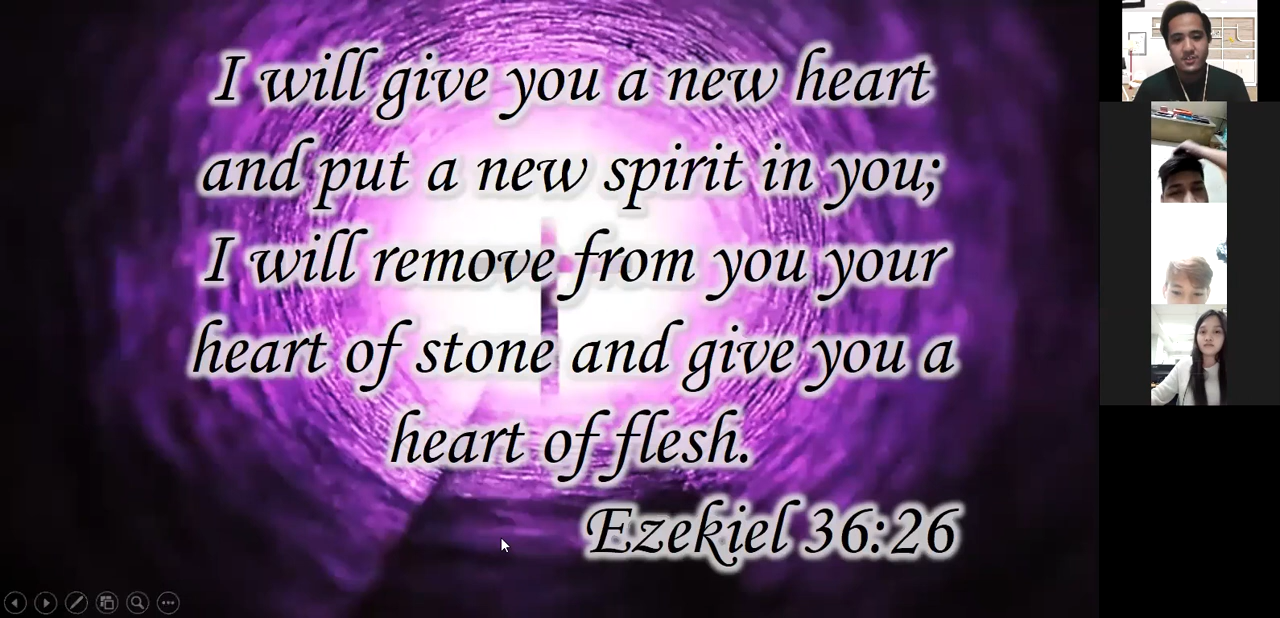 I will give you a new heart
and put a new spirit in you;
I will remove from you your
heart of stone and give you a
heart of flesh.
Ezekiel 36:26